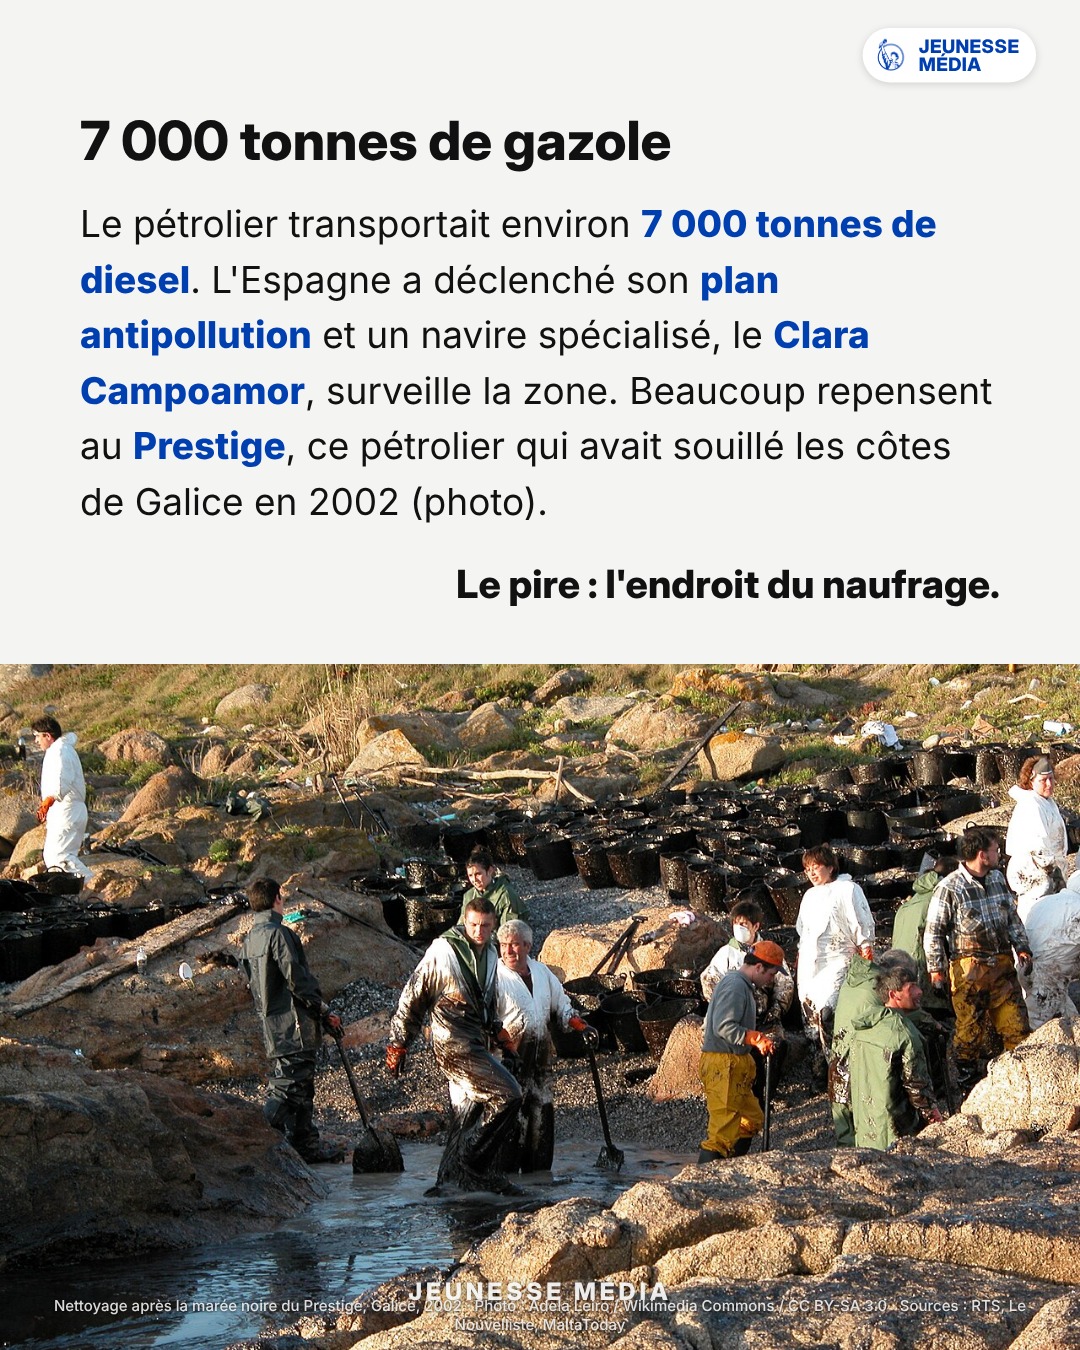 JEUNESSE
MÉDIA
7 000 tonnes de gazole
Le pétrolier transportait environ 7 000 tonnes de
diesel. L'Espagne a déclenché son plan
antipollution et un navire spécialisé, le Clara
Campoamor, surveille la zone. Beaucoup repensent
au Prestige, ce pétrolier qui avait souillé les côtes
de Galice en 2002 (photo).
Le pire : l'endroit du naufrage.
JEUNESSE MÉDIA
Nettoyage après la marée noire du Prestige, Galice, 2002 · Photo : Adela Leiro / Wikimedia Commons / CC BY-SA 3.0 · Sources : RTS, Le
Nouvelliste, MaltaToday